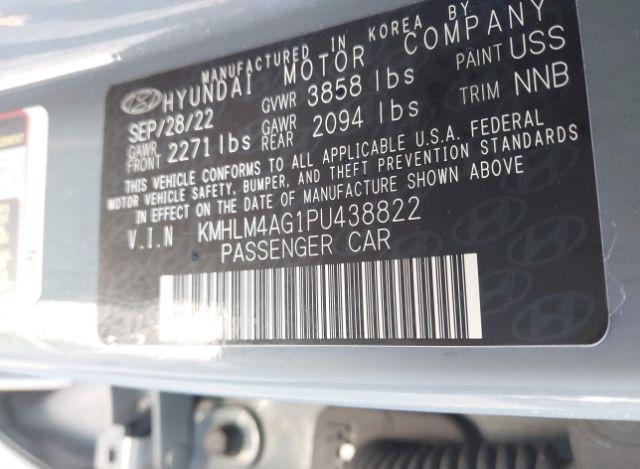 MANUFACTURED IN KOREA BY
HYUNDAI MOTOR COMPANY
SEP/28/22 GVWR 3858 lbs PAINT USS
GAWR FRONT 2271 lbs GAWR REAR 2094 lbs TRIM NNB
THIS VEHICLE CONFORMS TO ALL APPLICABLE U.S.A. FEDERAL
MOTOR VEHICLE SAFETY, BUMPER, AND THEFT PREVENTION STANDARDS
IN EFFECT ON THE DATE OF MANUFACTURE SHOWN ABOVE
V.I.N KMHLM4AG1PU438822
PASSENGER CAR